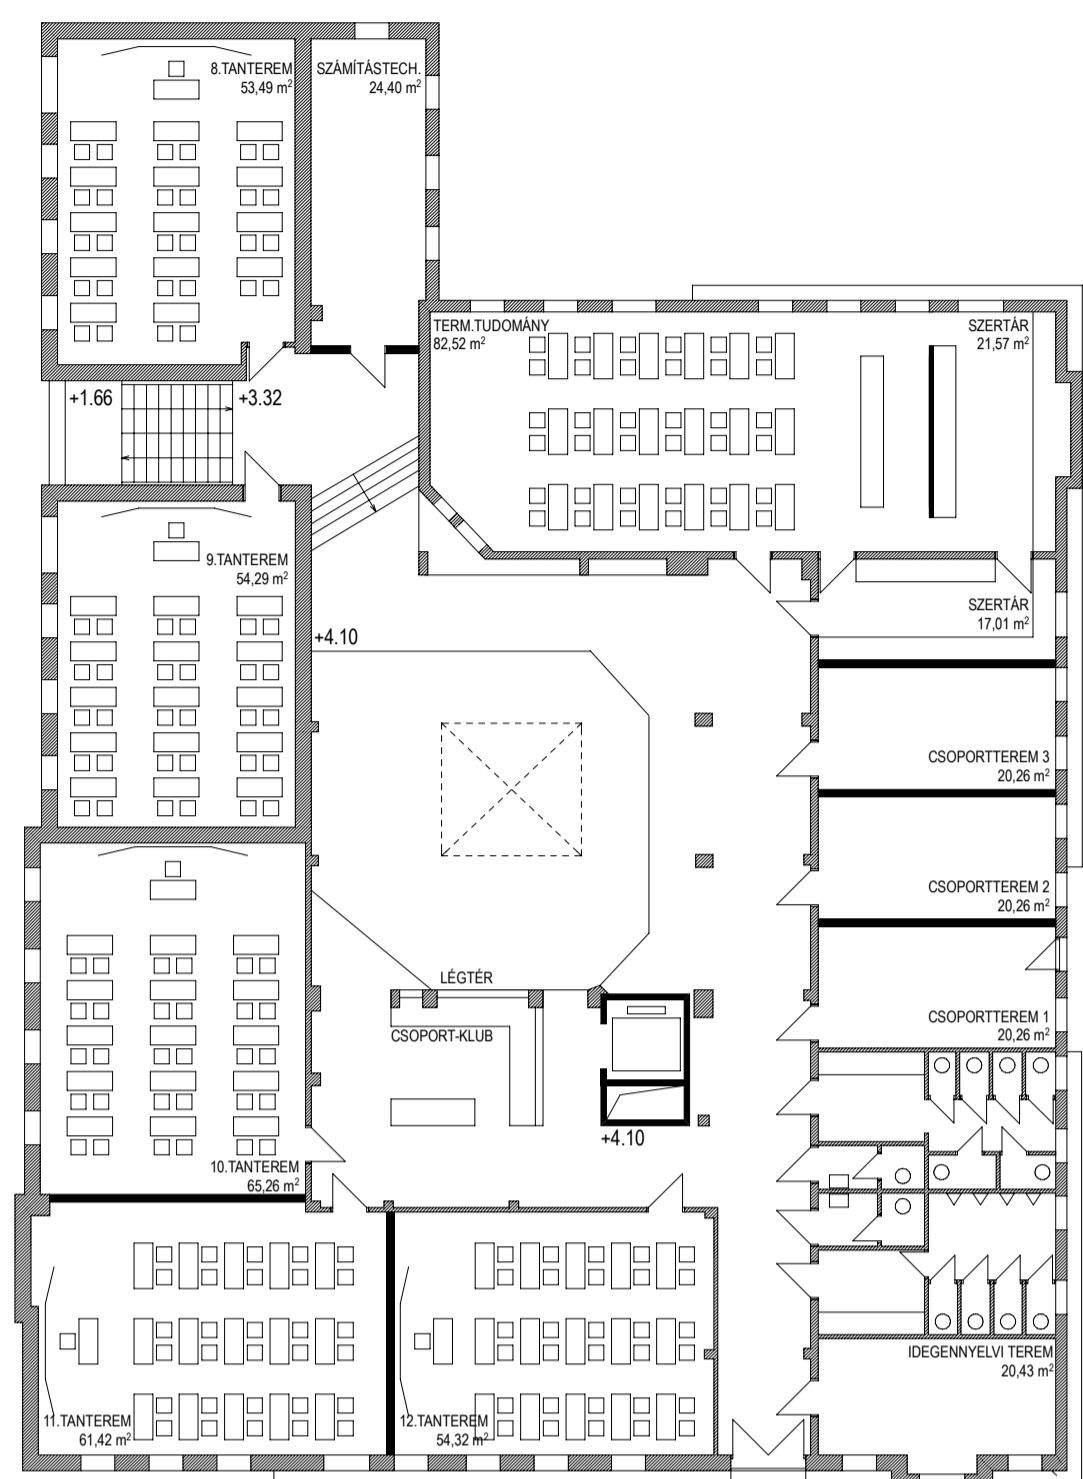 8.TANTEREM
53,49 m²
SZÁMÍTÁSTECH.
24,40 m²
TERM.TUDOMÁNY
82,52 m²
SZERTÁR
21,57 m²
+1.66
+3.32
9.TANTEREM
54,29 m²
SZERTÁR
17,01 m²
+4.10
CSOPORTTEREM 3
20,26 m²
CSOPORTTEREM 2
20,26 m²
LÉGTÉR
CSOPORTTEREM 1
20,26 m²
CSOPORT-KLUB
+4.10
10.TANTEREM
65,26 m²
IDEGENNYELVI TEREM
20,43 m²
11.TANTEREM
61,42 m²
12.TANTEREM
54,32 m²